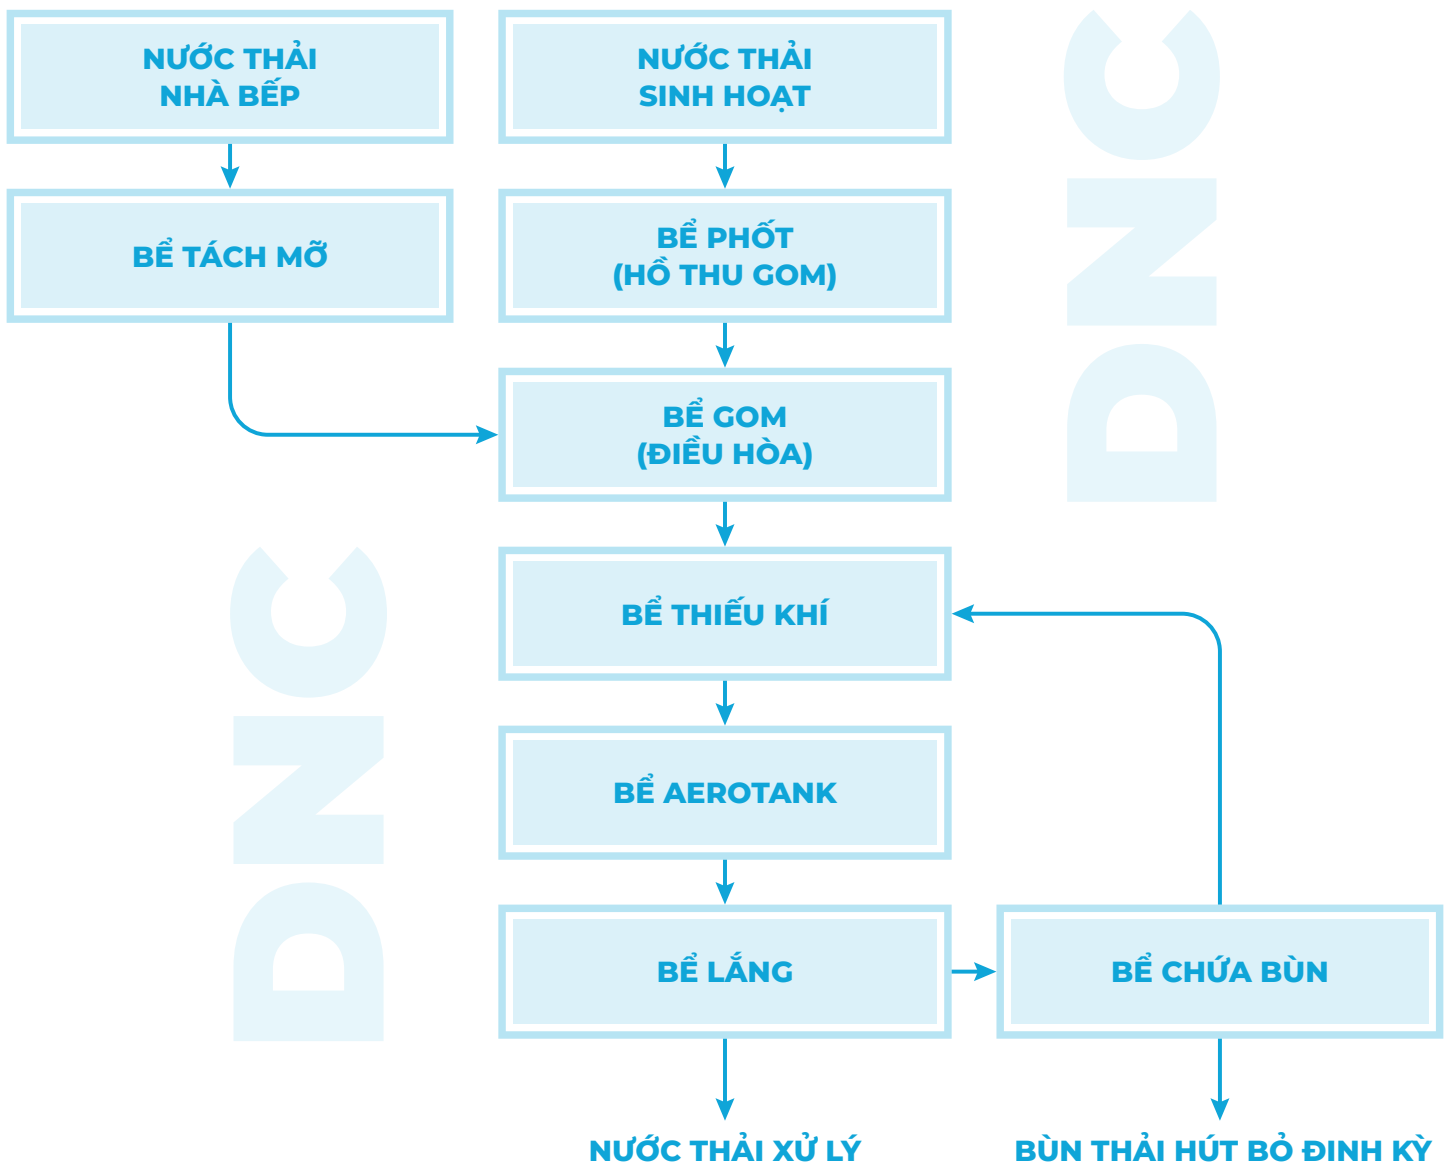 NƯỚC THẢI
NHÀ BẾP
NƯỚC THẢI
SINH HOẠT
BỂ TÁCH MỠ
BỂ PHỐT
(HỒ THU GOM)
BỂ GOM
(ĐIỀU HÒA)
BỂ THIẾU KHÍ
BỂ AEROTANK
BỂ LẮNG
BỂ CHỨA BÙN
NƯỚC THẢI XỬ LÝ
BÙN THẢI HÚT BỎ ĐINH KỲ
DNC
DNC